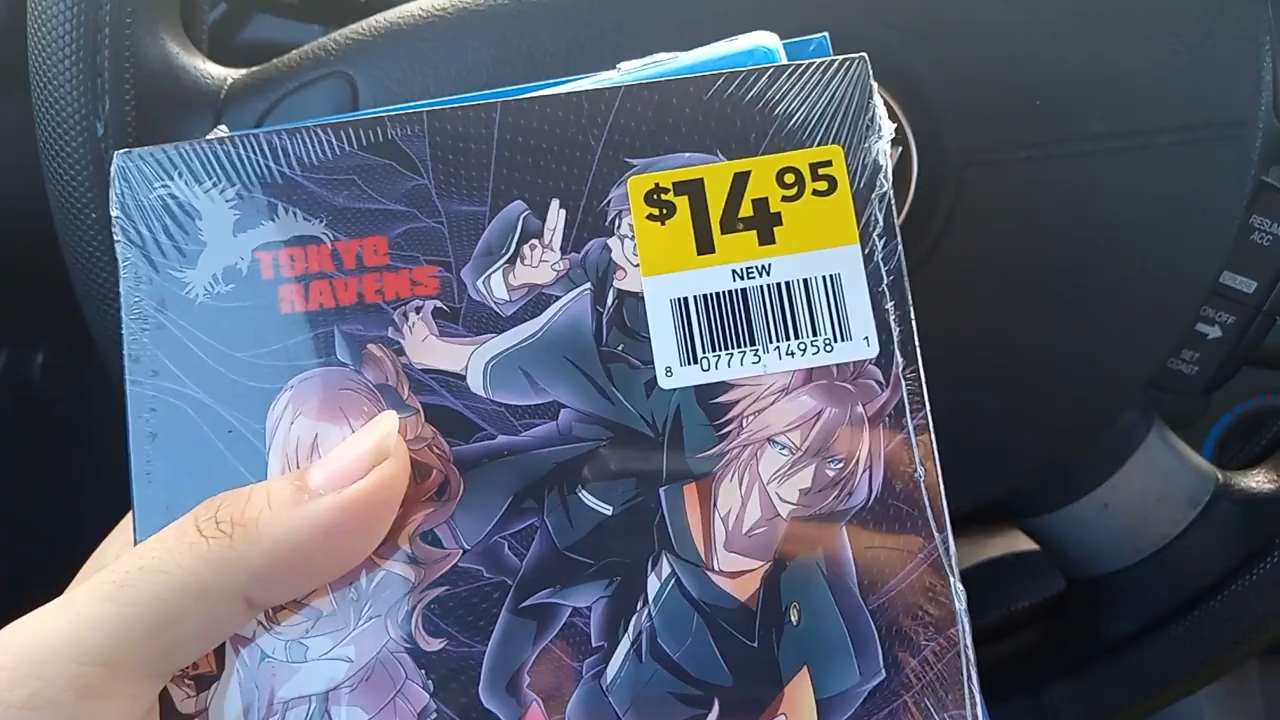 $14.95
NEW
8 07773 14958 1
TOKYO
RAVENS
RESUME
ACC
CRUISE
ON-OFF
SET
COAST